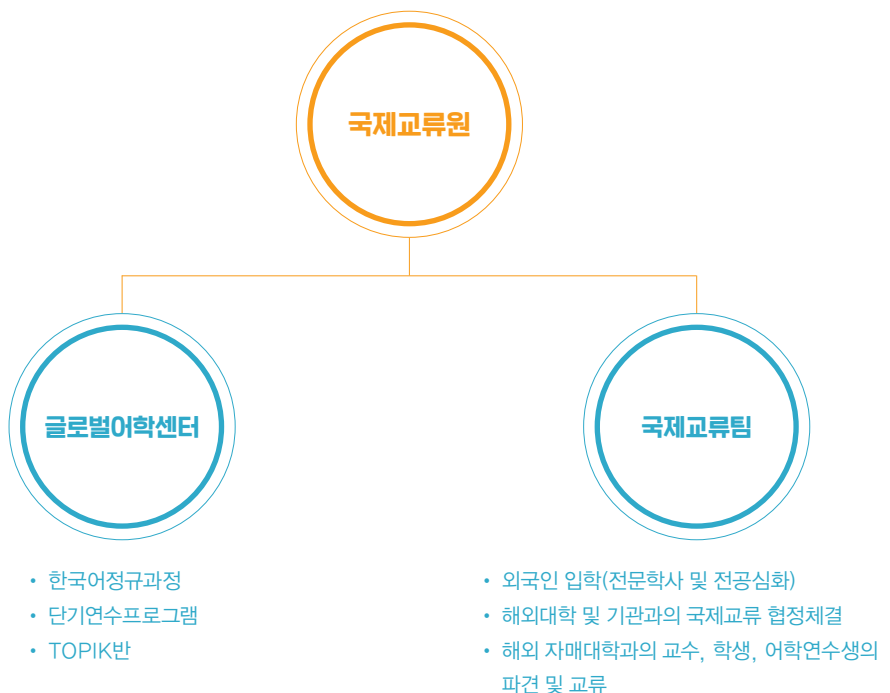 국제교류원
글로벌어학센터
국제교류팀
• 한국어정규과정
• 단기연수프로그램
• TOPIK반
• 외국인 입학(전문학사 및 전공심화)
• 해외대학 및 기관과의 국제교류 협정체결
• 해외 자매대학과의 교수, 학생, 어학연수생의
파견 및 교류